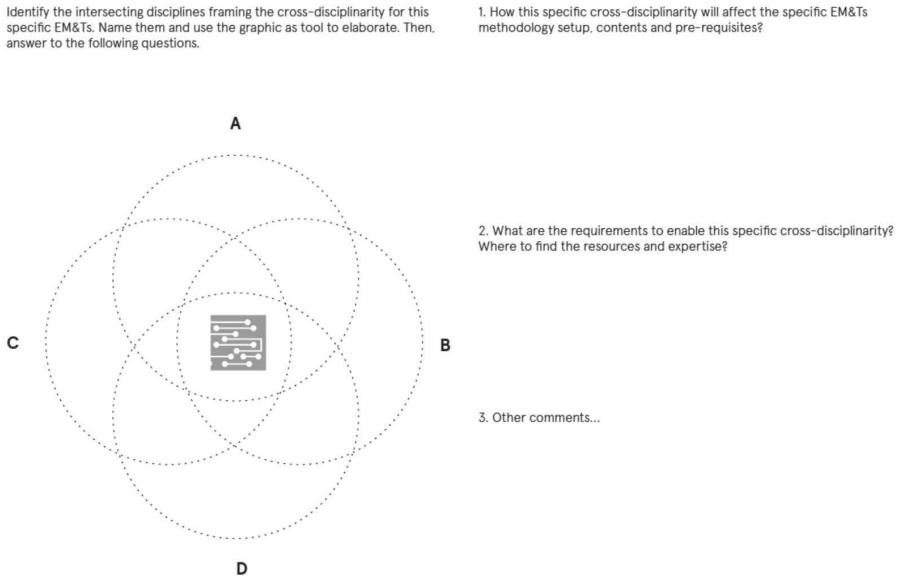 Identify the intersecting disciplines framing the cross-disciplinarity for this
specific EM&Ts. Name them and use the graphic as tool to elaborate. Then,
answer to the following questions.
A
C
B
D
1. How this specific cross-disciplinarity will affect the specific EM&Ts
methodology setup, contents and pre-requisites?
2. What are the requirements to enable this specific cross-disciplinarity?
Where to find the resources and expertise?
3. Other comments...